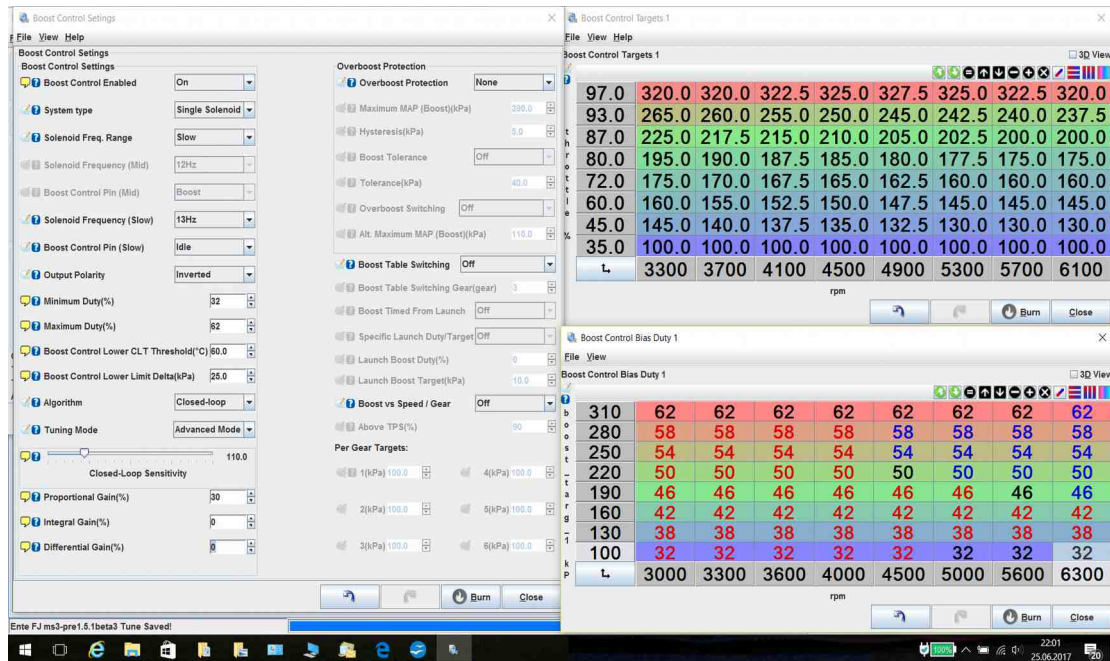 Boost Control Setings
File View Help
Boost Control Setings
Boost Control Settings
Boost Control Enabled On
System type Single Solenoid
Solenoid Freq. Range Slow
Solenoid Frequency (Mid) 12Hz
Boost Control Pin (Mid) Boost
Solenoid Frequency (Slow) 13Hz
Boost Control Pin (Slow) Idle
Output Polarity Inverted
Minimum Duty(%) 32
Maximum Duty(%) 62
Boost Control Lower CLT Threshold(°C) 60.0
Boost Control Lower Limit Delta(kPa) 25.0
Algorithm Closed-loop
Tuning Mode Advanced Mode
110.0
Closed-Loop Sensitivity
Proportional Gain(%) 30
Integral Gain(%) 0
Differential Gain(%) 0
Overboost Protection
Overboost Protection None
Maximum MAP (Boost)(kPa)
Hysteresis(kPa) 5.0
Boost Tolerance Off
Tolerance(kPa) 40.0
Overboost Switching Off
Alt. Maximum MAP (Boost)(kPa) 110.0
Boost Table Switching Off
Boost Table Switching Gear(gear) 3
Boost Timed From Launch Off
Specific Launch Duty/Target Off
Launch Boost Duty(%) 0
Launch Boost Target(kPa) 10.0
Boost vs Speed / Gear Off
Above TPS(%) 90
Per Gear Targets:
1(kPa) 100.0 4(kPa) 100.0
2(kPa) 100.0 5(kPa) 100.0
3(kPa) 100.0 6(kPa) 100.0
Burn Close
Ente FJ ms3-pre1.5.1beta3 Tune Saved!
Boost Control Targets 1
File View Help
Boost Control Targets 1 3D View
throttle %
97.0 320.0 320.0 322.5 325.0 327.5 325.0 322.5 320.0
93.0 265.0 260.0 255.0 250.0 245.0 242.5 240.0 237.5
87.0 225.0 217.5 215.0 210.0 205.0 202.5 200.0 200.0
80.0 195.0 190.0 187.5 185.0 180.0 177.5 175.0 175.0
72.0 175.0 170.0 167.5 165.0 162.5 160.0 160.0 160.0
60.0 160.0 155.0 152.5 150.0 147.5 145.0 145.0 145.0
45.0 145.0 140.0 137.5 135.0 132.5 130.0 130.0 130.0
35.0 100.0 100.0 100.0 100.0 100.0 100.0 100.0 100.0
3300 3700 4100 4500 4900 5300 5700 6100
rpm
Burn Close
Boost Control Bias Duty 1
File View
Boost Control Bias Duty 1 3D View
boost_targ_1 kP
310 62 62 62 62 62 62 62 62
280 58 58 58 58 58 58 58 58
250 54 54 54 54 54 54 54 54
220 50 50 50 50 50 50 50 50
190 46 46 46 46 46 46 46 46
160 42 42 42 42 42 42 42 42
130 38 38 38 38 38 38 38 38
100 32 32 32 32 32 32 32 32
3000 3300 3600 4000 4500 5000 5600 6300
rpm
Burn Close
100%
22:01
25.06.2017
20